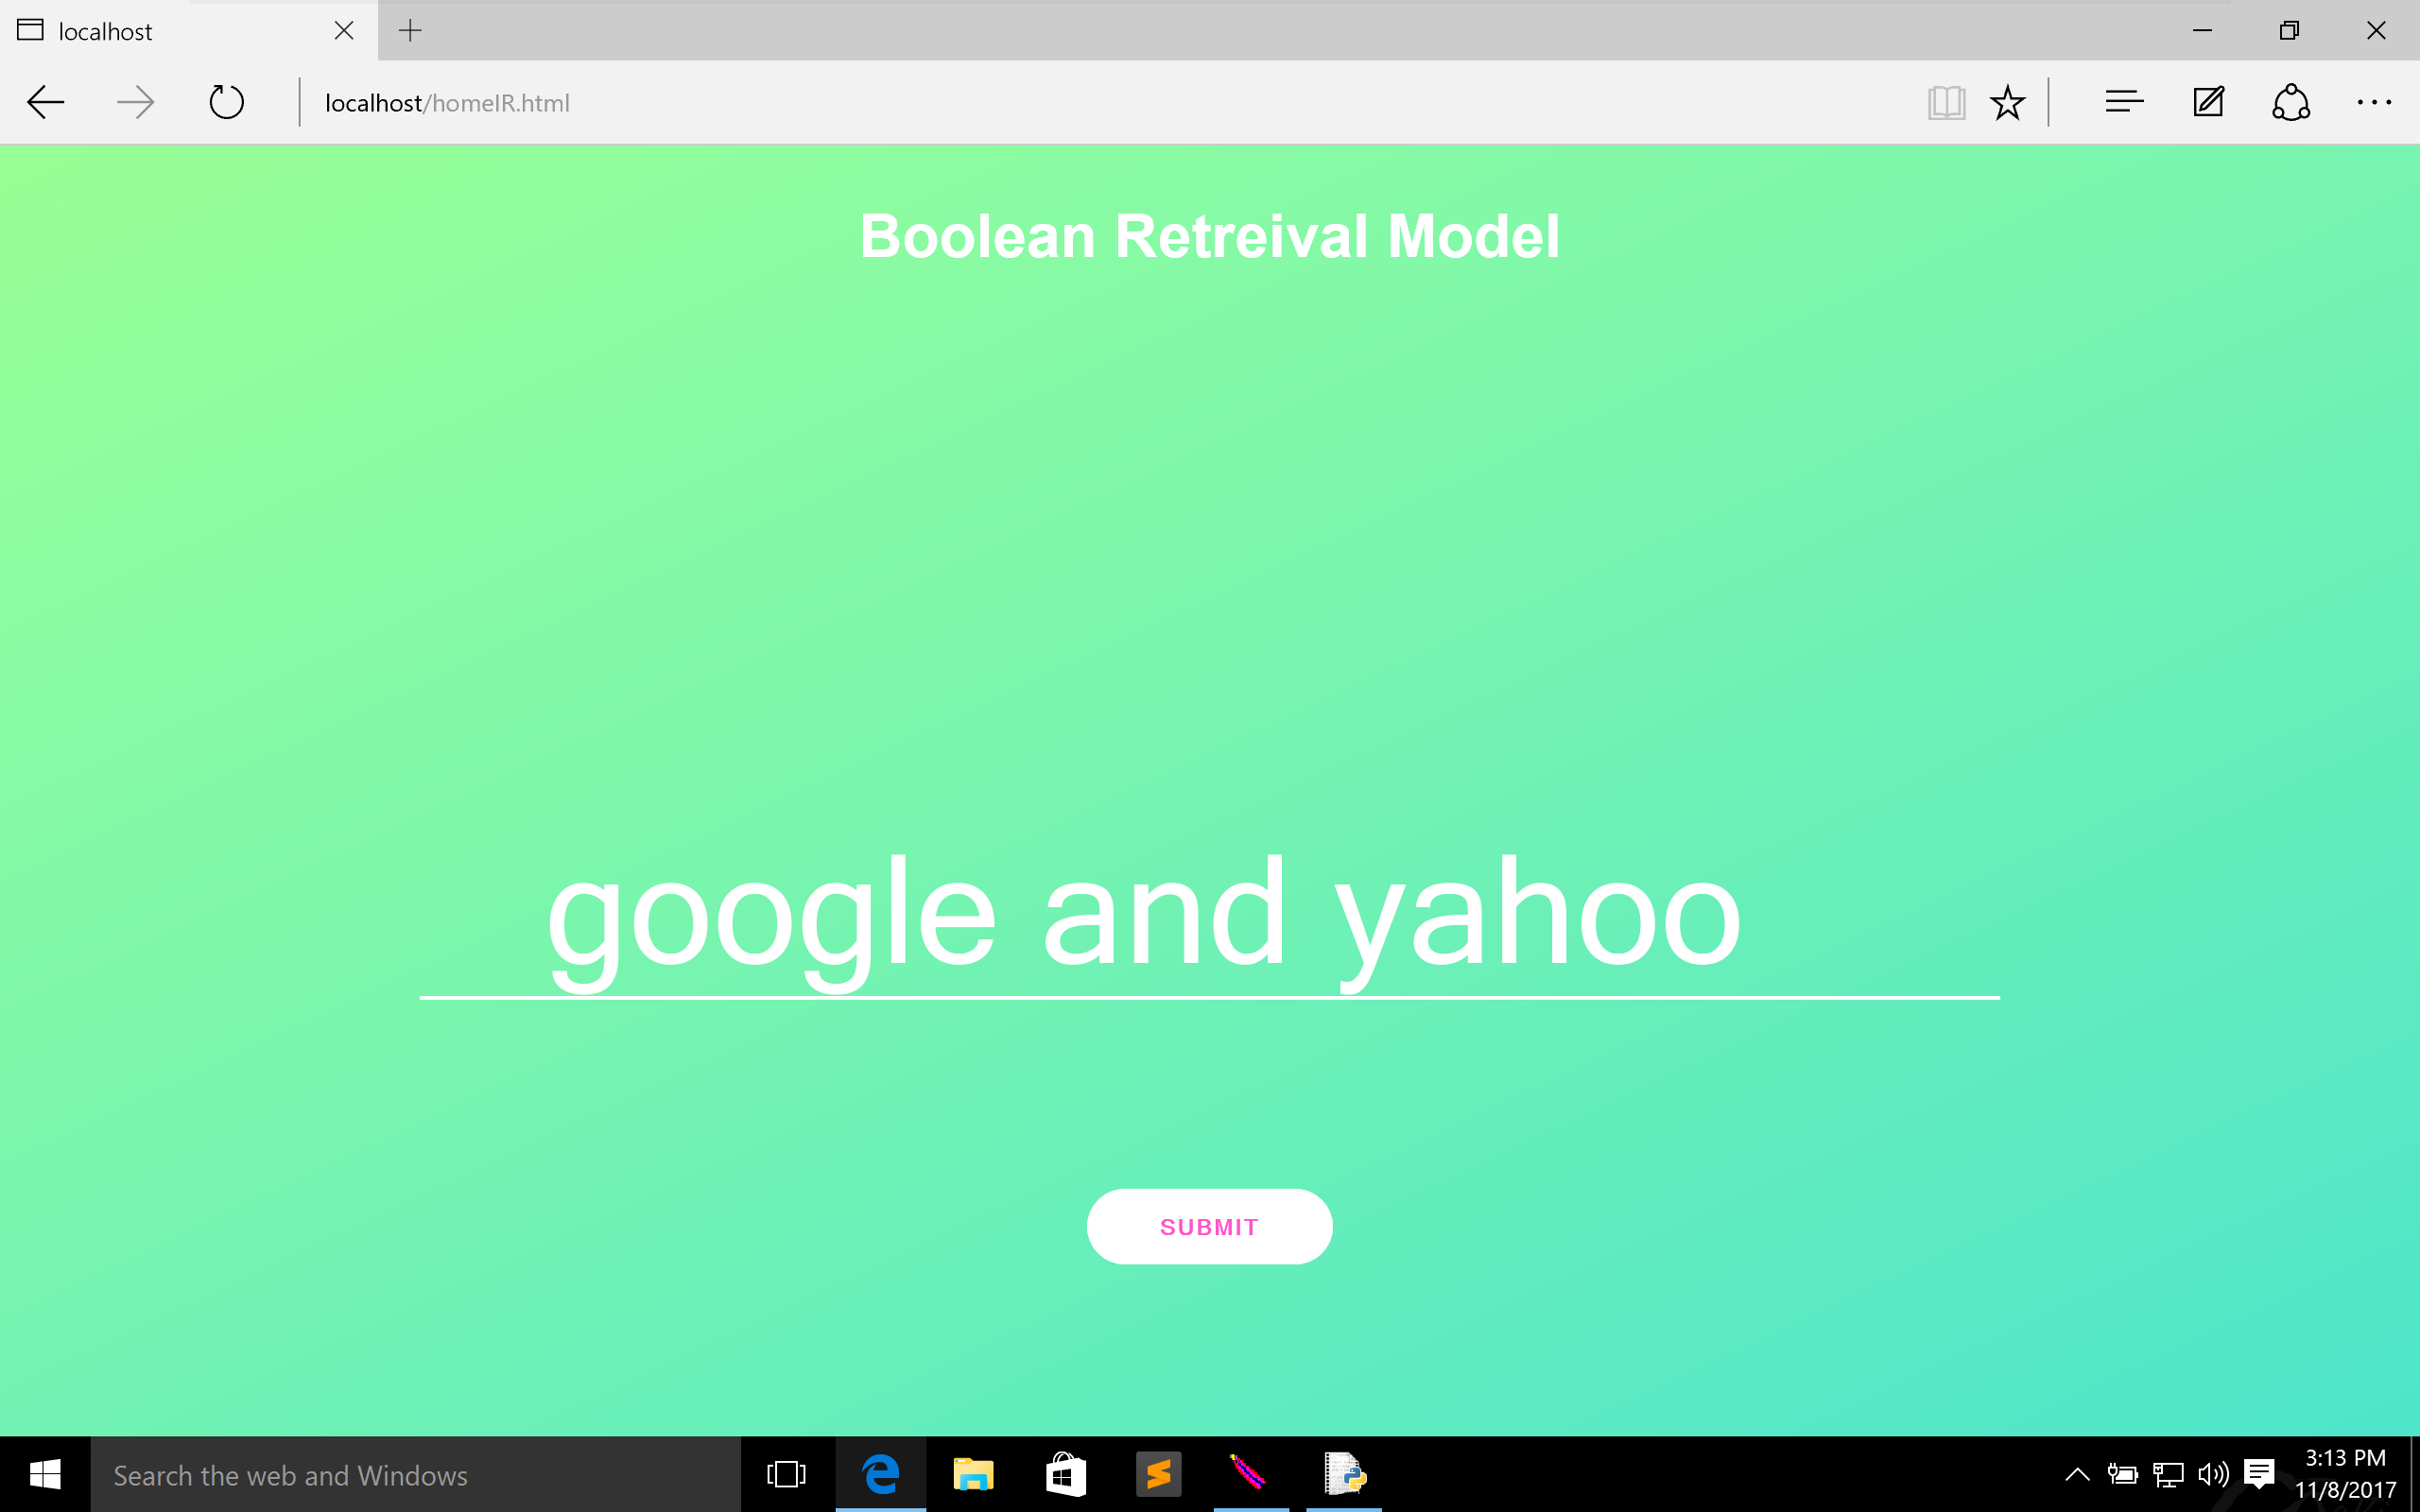 localhost
localhost/homeIR.html
Boolean Retreival Model
google and yahoo
SUBMIT
Search the web and Windows
3:13 PM
11/8/2017